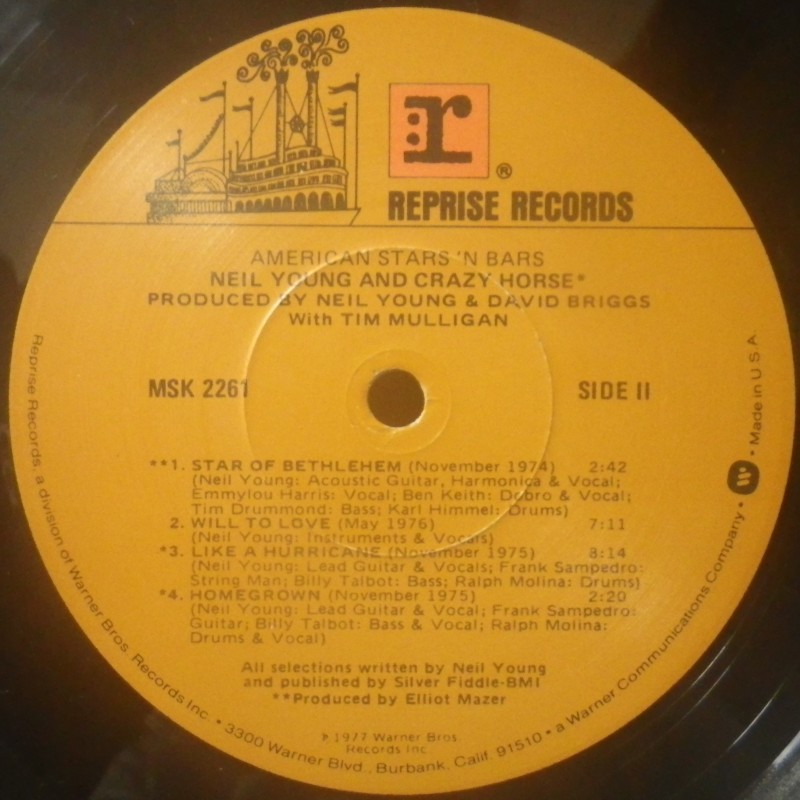 r
®
REPRISE RECORDS
AMERICAN STARS 'N BARS
NEIL YOUNG AND CRAZY HORSE*
PRODUCED BY NEIL YOUNG & DAVID BRIGGS
With TIM MULLIGAN
MSK 2261
SIDE II
**1. STAR OF BETHLEHEM (November 1974) 2:42
(Neil Young: Acoustic Guitar, Harmonica & Vocal;
Emmylou Harris: Vocal; Ben Keith: Dobro & Vocal;
Tim Drummond: Bass; Karl Himmel: Drums)
2. WILL TO LOVE (May 1976) 7:11
(Neil Young: Instruments & Vocals)
*3. LIKE A HURRICANE (November 1975) 8:14
(Neil Young: Lead Guitar & Vocals; Frank Sampedro:
String Man; Billy Talbot: Bass; Ralph Molina: Drums)
*4. HOMEGROWN (November 1975) 2:20
(Neil Young: Lead Guitar & Vocal; Frank Sampedro:
Guitar; Billy Talbot: Bass & Vocal; Ralph Molina:
Drums & Vocal)
All selections written by Neil Young
and published by Silver Fiddle-BMI
**Produced by Elliot Mazer
℗ 1977 Warner Bros.
Records Inc.
Reprise Records, a division of Warner Bros. Records Inc. • 3300 Warner Blvd., Burbank, Calif. 91510 • a Warner Communications Company • W • Made in U.S.A.